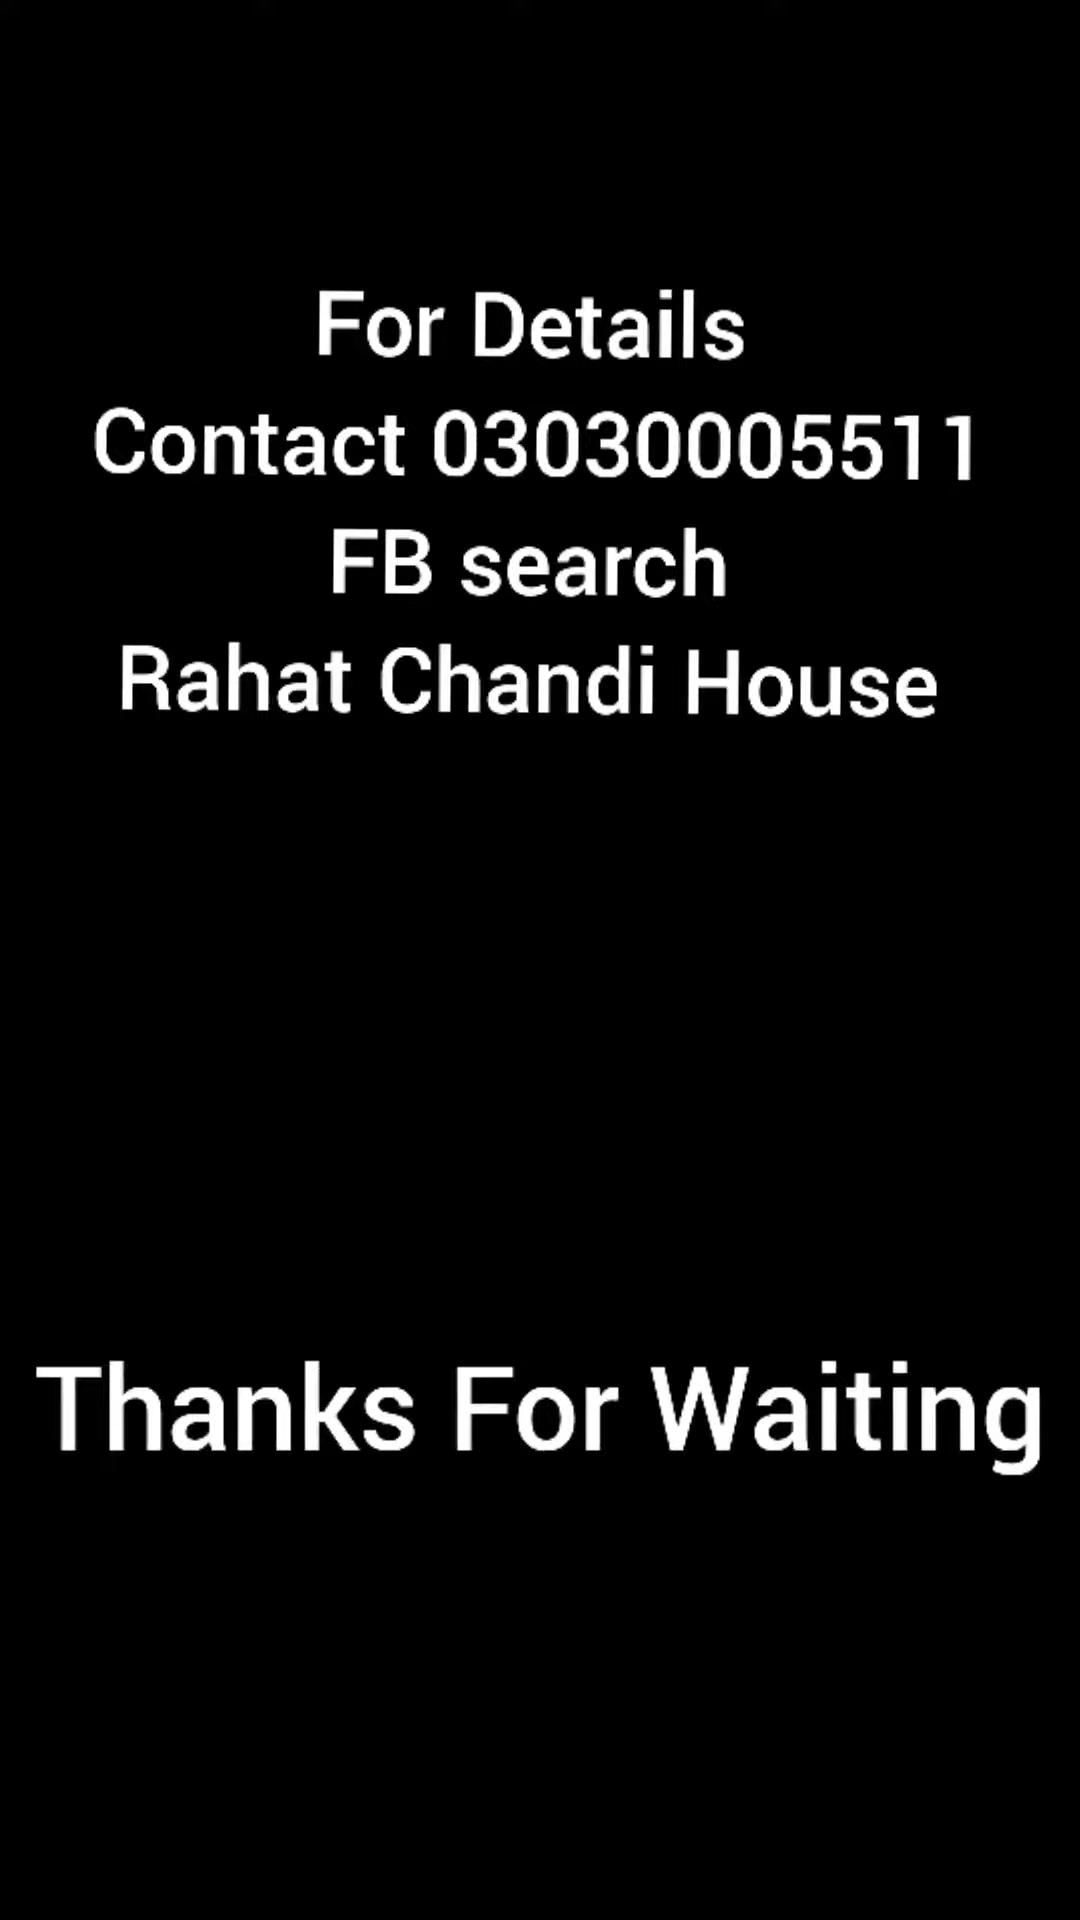 For Details
Contact 03030005511
FB search
Rahat Chandi House
Thanks For Waiting